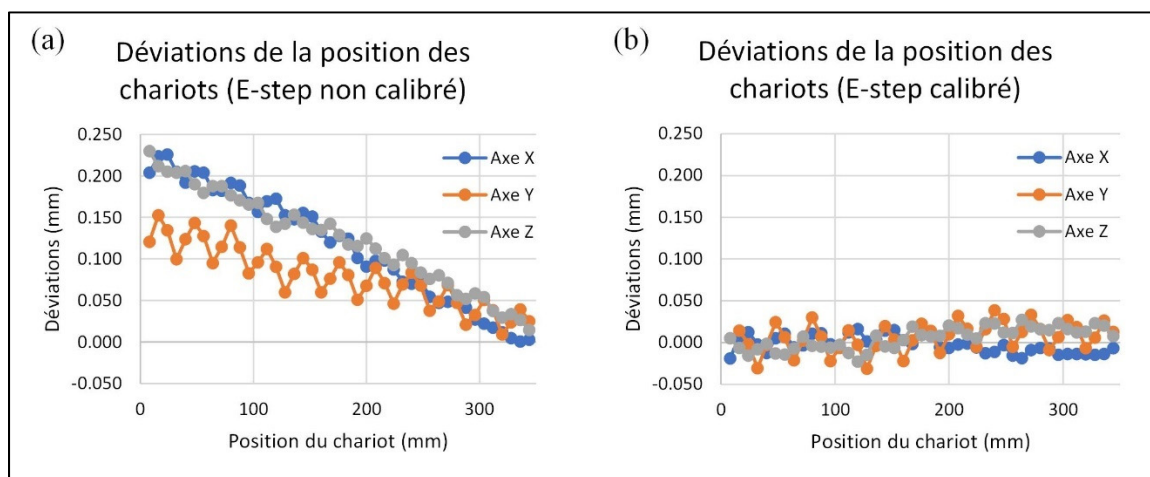 (a)
Déviations de la position des
chariots (E-step non calibré)
0.250
0.200
0.150
0.100
0.050
0.000
-0.050
Déviations (mm)
Axe X
Axe Y
Axe Z
0 100 200 300
Position du chariot (mm)
(b)
Déviations de la position des
chariots (E-step calibré)
0.250
0.200
0.150
0.100
0.050
0.000
-0.050
Déviations (mm)
Axe X
Axe Y
Axe Z
0 100 200 300
Position du chariot (mm)